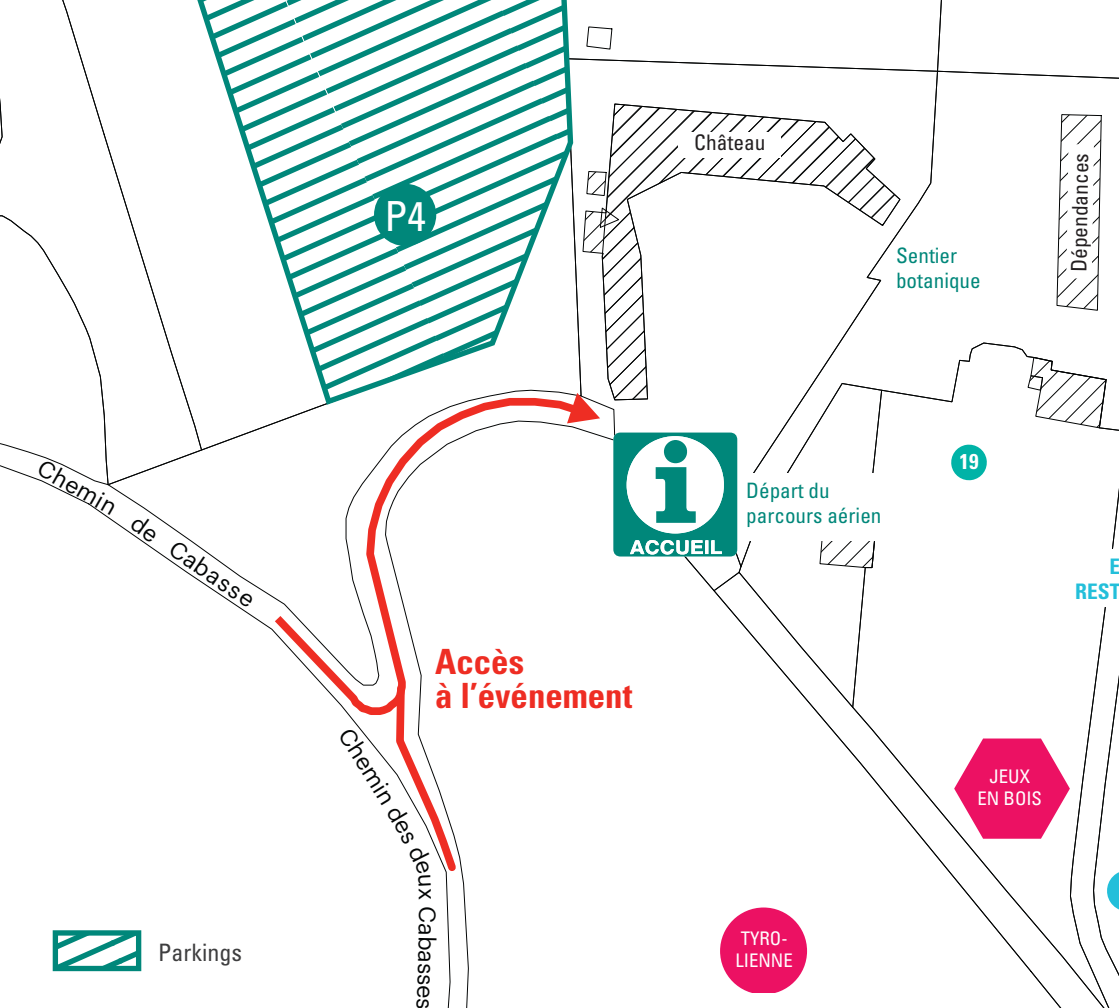 Château
Dépendances
P4
Sentier
botanique
19
i
ACCUEIL
Départ du
parcours aérien
Chemin de Cabasse
REST
Accès
à l'événement
Chemin des deux Cabasses
JEUX
EN BOIS
TYRO-
LIENNE
Parkings